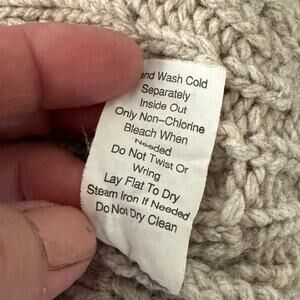 and Wash Cold
Separately
Inside Out
Only Non-Chlorine
Bleach When
Needed
Do Not Twist Or
Wring
Lay Flat To Dry
Steam Iron If Needed
Do Not Dry Clean